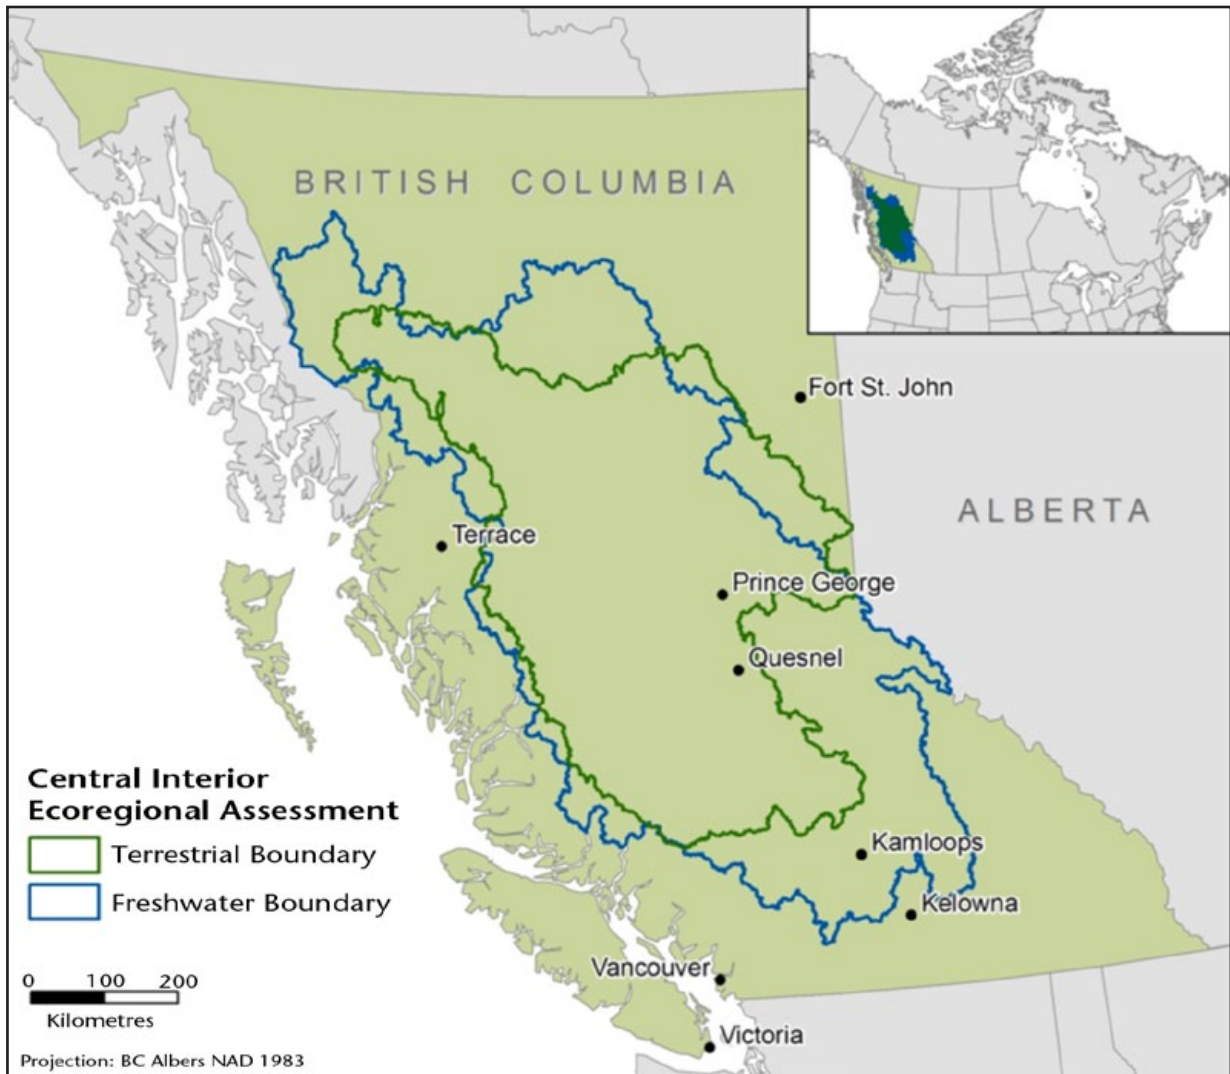 BRITISH COLUMBIA
Fort St. John
ALBERTA
Terrace
Prince George
Quesnel
Kamloops
Kelowna
Vancouver
Victoria
Central Interior
Ecoregional Assessment
Terrestrial Boundary
Freshwater Boundary
0 100 200
Kilometres
Projection: BC Albers NAD 1983